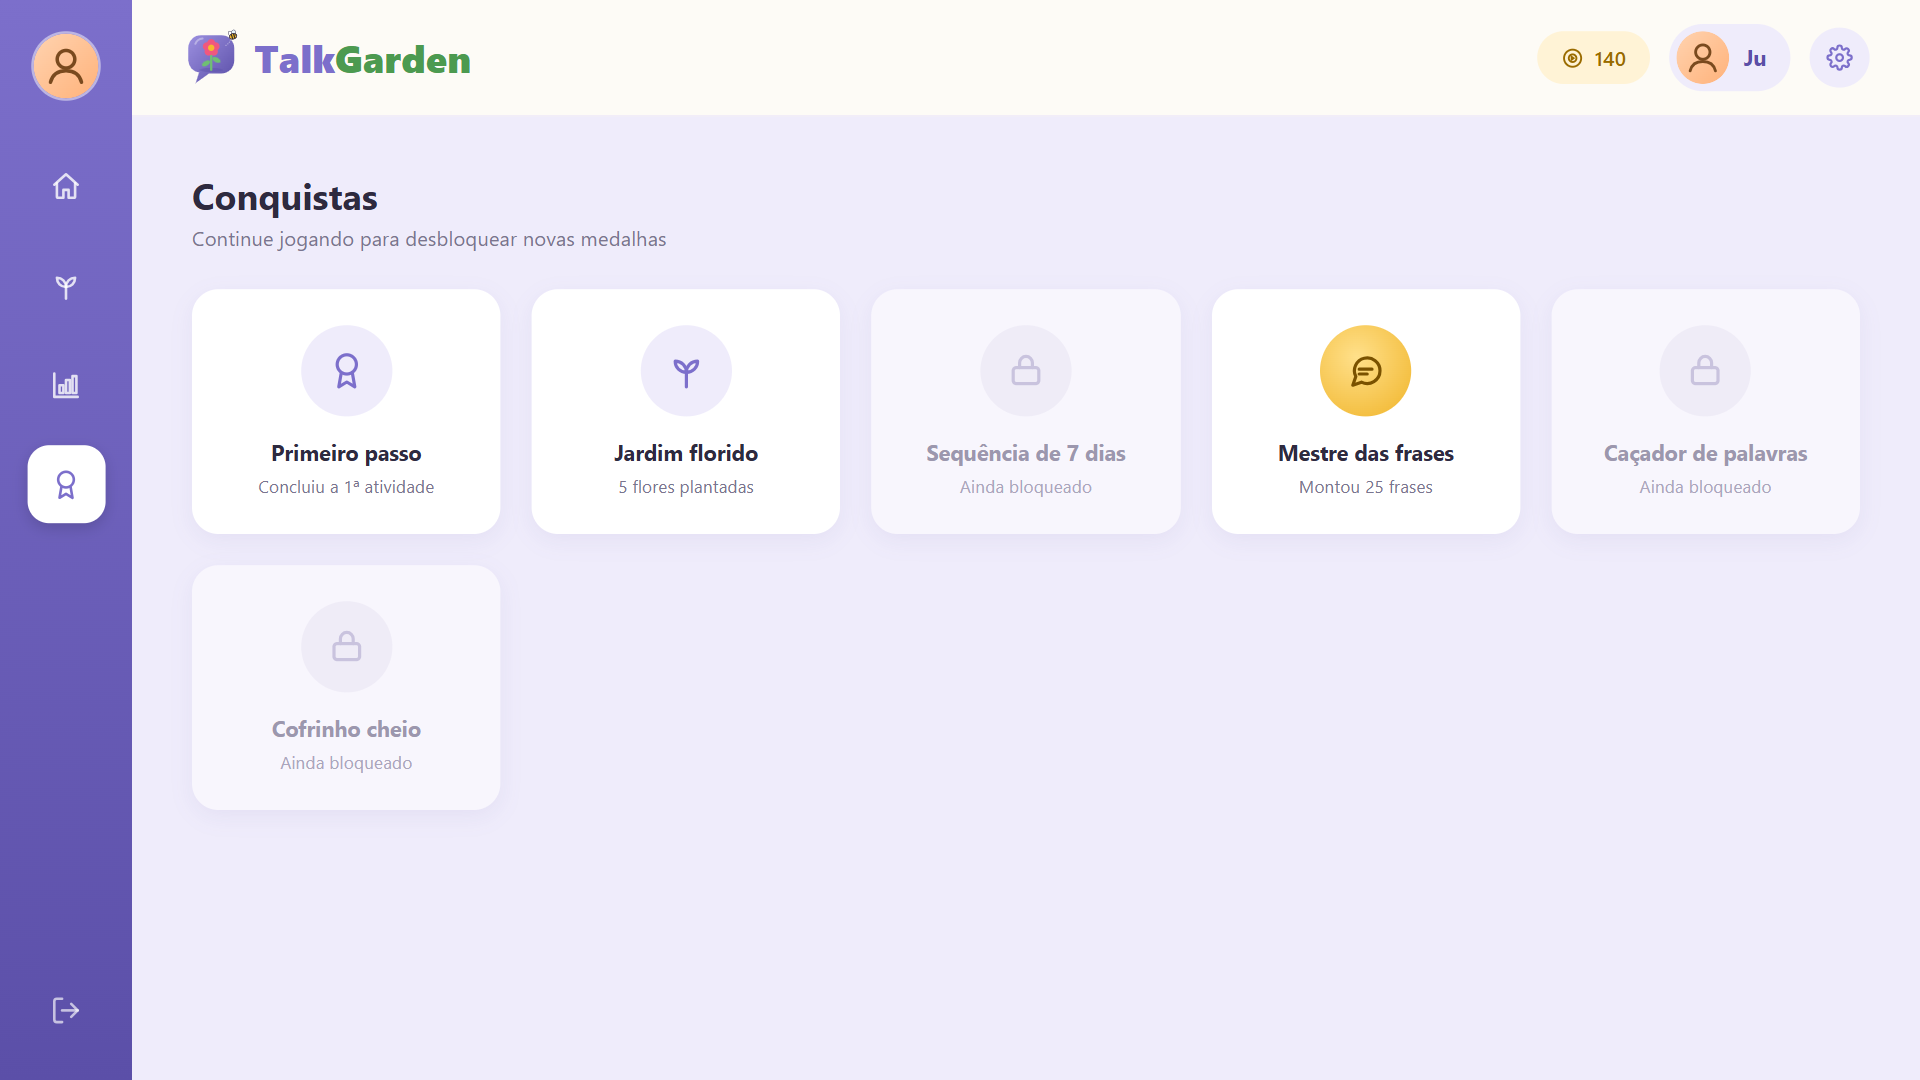 TalkGarden
140
Ju
Conquistas
Continue jogando para desbloquear novas medalhas
Primeiro passo
Concluiu a 1ª atividade
Jardim florido
5 flores plantadas
Sequência de 7 dias
Ainda bloqueado
Mestre das frases
Montou 25 frases
Caçador de palavras
Ainda bloqueado
Cofrinho cheio
Ainda bloqueado